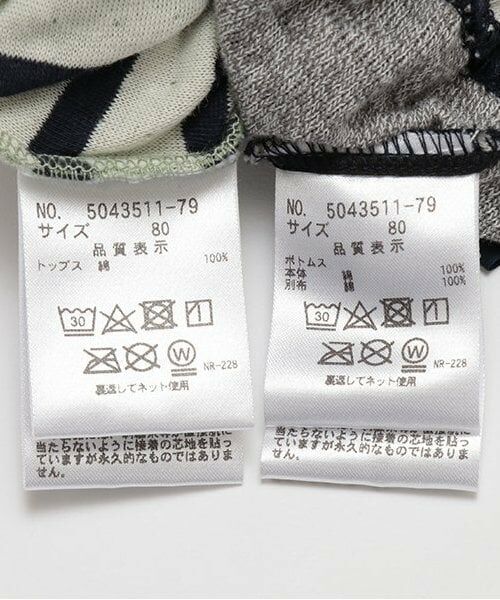 NO. 5043511-79
サイズ 80
品質表示
トップス 綿 100%
30
W
NR-228
裏返してネット使用
当たらないように接着の芯地を貼っ
ていますが永久的なものではありま
せん。
NO. 5043511-79
サイズ 80
品質表示
ボトムス
本体 綿 100%
別布 綿 100%
30
W
NR-228
裏返してネット使用
当たらないように接着の芯地を貼っ
ていますが永久的なものではありま
せん。